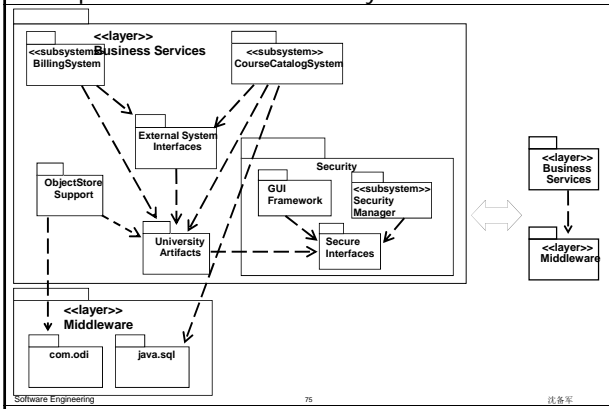 <<layer>>
Business Services
<<subsystem>>
BillingSystem
<<subsystem>>
CourseCatalogSystem
External System
Interfaces
Security
ObjectStore
Support
GUI
Framework
<<subsystem>>
Security
Manager
University
Artifacts
Secure
Interfaces
<<layer>>
Business
Services
<<layer>>
Middleware
<<layer>>
Middleware
com.odi
java.sql
Software Engineering
75
沈备军